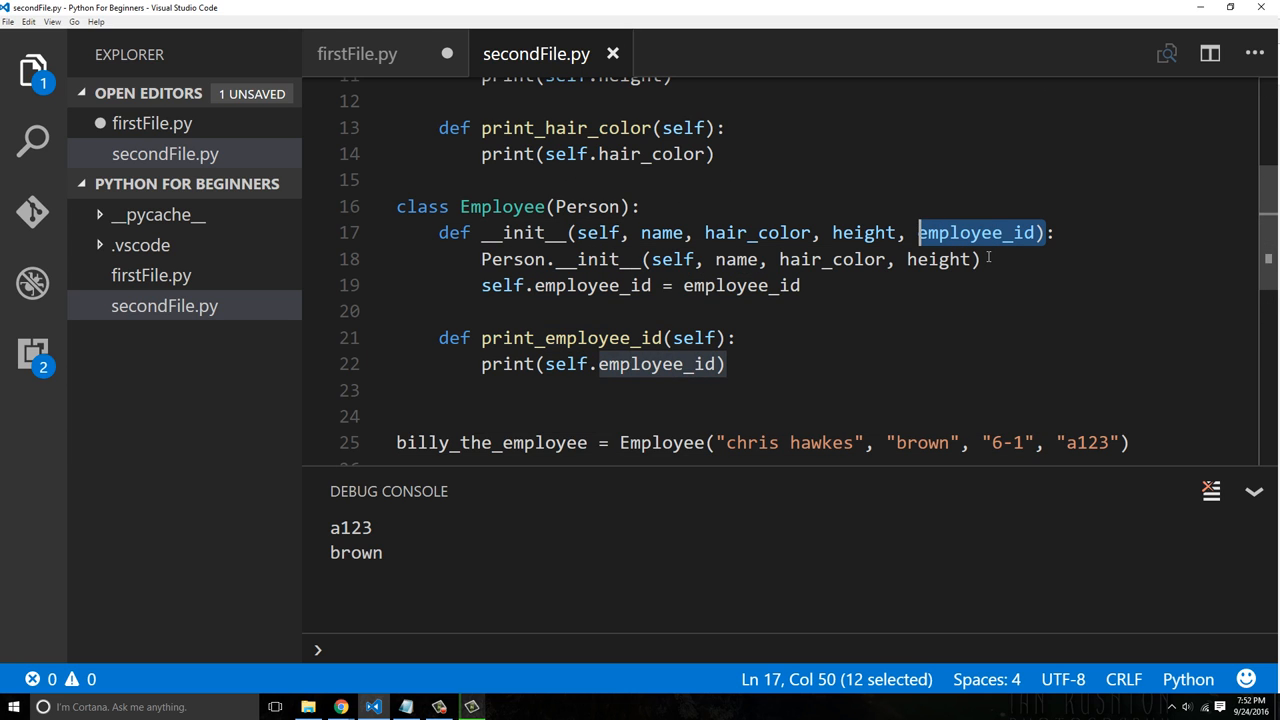 secondFile.py - Python For Beginners - Visual Studio Code
File Edit View Go Help
EXPLORER
firstFile.py
secondFile.py
OPEN EDITORS 1 UNSAVED
firstFile.py
secondFile.py
PYTHON FOR BEGINNERS
__pycache__
.vscode
firstFile.py
secondFile.py
1
2
11 print(self.height)
12
13 def print_hair_color(self):
14 print(self.hair_color)
15
16 class Employee(Person):
17 def __init__(self, name, hair_color, height, employee_id):
18 Person.__init__(self, name, hair_color, height)
19 self.employee_id = employee_id
20
21 def print_employee_id(self):
22 print(self.employee_id)
23
24
25 billy_the_employee = Employee("chris hawkes", "brown", "6-1", "a123")
DEBUG CONSOLE
a123
brown
0 0 Ln 17, Col 50 (12 selected) Spaces: 4 UTF-8 CRLF Python
I'm Cortana. Ask me anything.
7:52 PM
9/24/2016